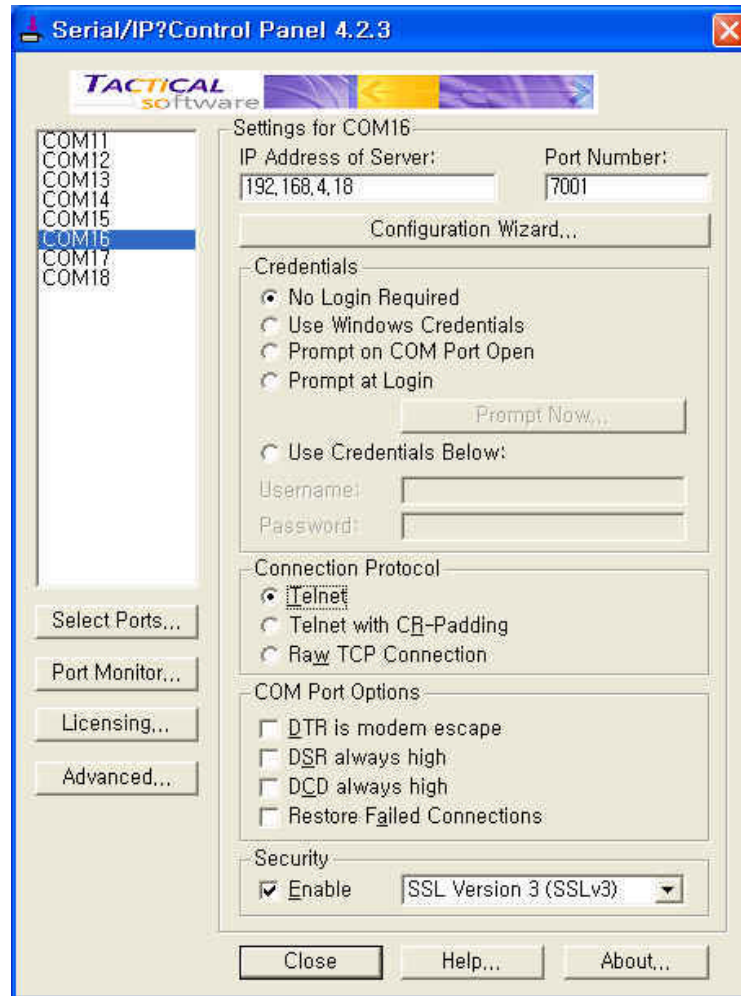 Serial/IP?Control Panel 4.2.3
TACTICAL
software
COM11
COM12
COM13
COM14
COM15
COM16
COM17
COM18
Select Ports...
Port Monitor...
Licensing...
Advanced...
Settings for COM16
IP Address of Server: Port Number:
192.168.4.18 7001
Configuration Wizard...
Credentials
No Login Required
Use Windows Credentials
Prompt on COM Port Open
Prompt at Login
Prompt Now...
Use Credentials Below:
Username:
Password:
Connection Protocol
Telnet
Telnet with CR-Padding
Raw TCP Connection
COM Port Options
DTR is modem escape
DSR always high
DCD always high
Restore Failed Connections
Security
Enable SSL Version 3 (SSLv3)
Close Help... About...